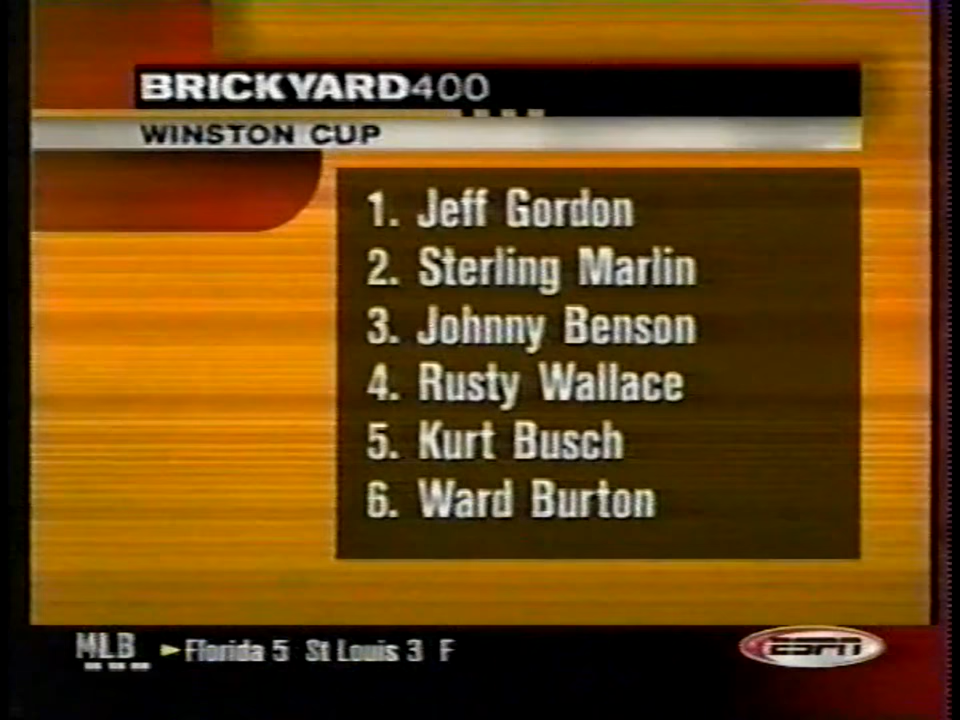 BRICKYARD400
WINSTON CUP
1. Jeff Gordon
2. Sterling Marlin
3. Johnny Benson
4. Rusty Wallace
5. Kurt Busch
6. Ward Burton
MLB ►Florida 5 St Louis 3 F
ESPN